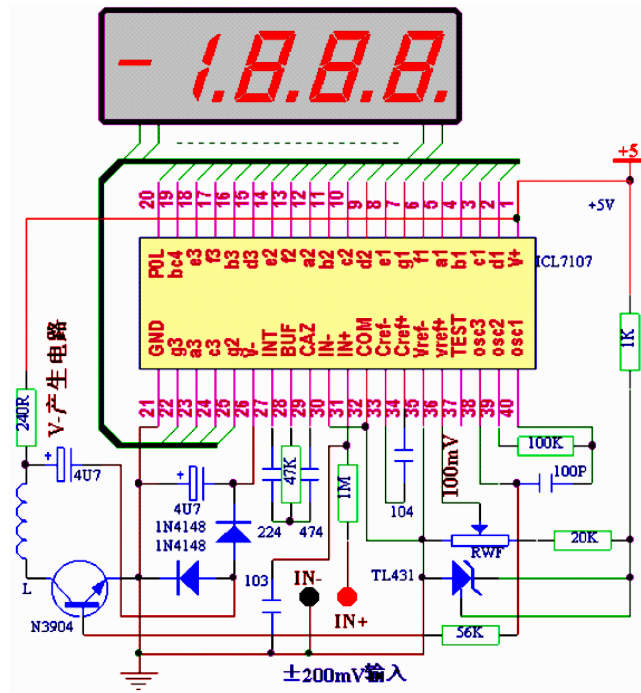 -1.8.8.8.
+5
+5V
20 19 18 17 16 15 14 13 12 11 10 9 8 7 6 5 4 3 2 1
POL bc4 e3 f3 b3 d3 e2 f2 a2 b2 c2 d2 e1 g1 f1 a1 b1 c1 d1 V+
ICL7107
GND g3 a3 c3 g2 V- INT BUF CAZ IN- IN+ COM Cref- Cref+ Vref- vref+ TEST osc3 osc2 osc1
21 22 23 24 25 26 27 28 29 30 31 32 33 34 35 36 37 38 39 40
1K
240R
V-产生电路
4U7
4U7
47K
1M
100mV
100K
100P
1N4148
1N4148
224
474
104
RWF
20K
103
TL431
L
IN-
IN+
N3904
56K
±200mV输入